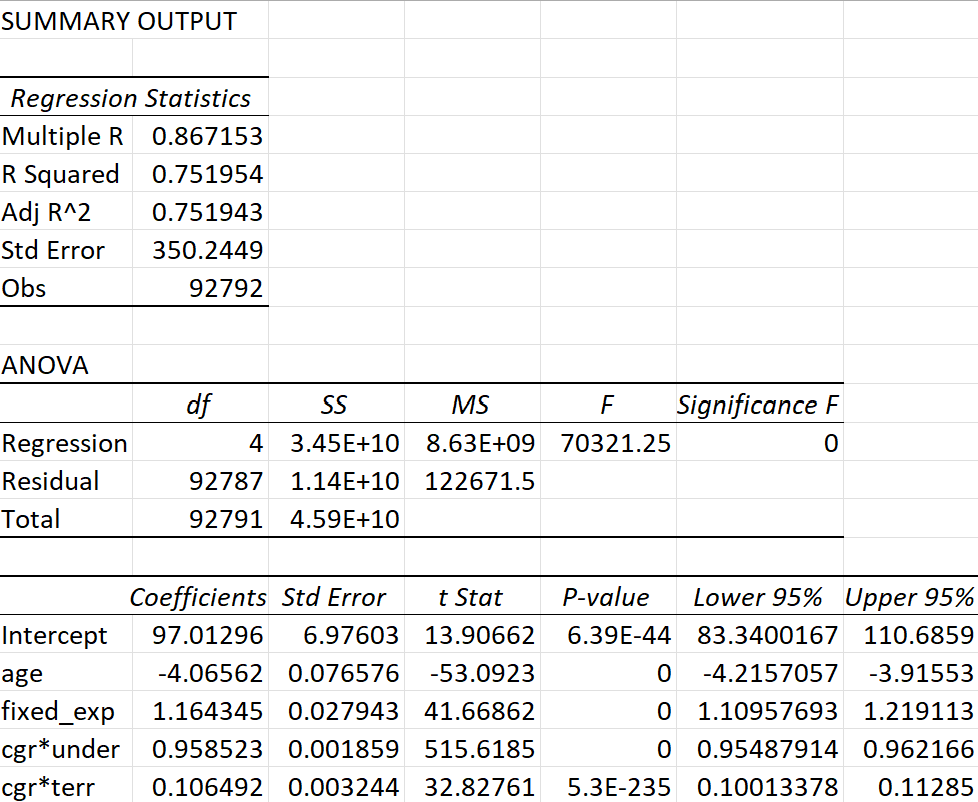 SUMMARY OUTPUT
Regression Statistics
Multiple R 0.867153
R Squared 0.751954
Adj R^2 0.751943
Std Error 350.2449
Obs 92792
ANOVA
df SS MS F Significance F
Regression 4 3.45E+10 8.63E+09 70321.25 0
Residual 92787 1.14E+10 122671.5
Total 92791 4.59E+10
Coefficients Std Error t Stat P-value Lower 95% Upper 95%
Intercept 97.01296 6.97603 13.90662 6.39E-44 83.3400167 110.6859
age -4.06562 0.076576 -53.0923 0 -4.2157057 -3.91553
fixed_exp 1.164345 0.027943 41.66862 0 1.10957693 1.219113
cgr*under 0.958523 0.001859 515.6185 0 0.95487914 0.962166
cgr*terr 0.106492 0.003244 32.82761 5.3E-235 0.10013378 0.11285